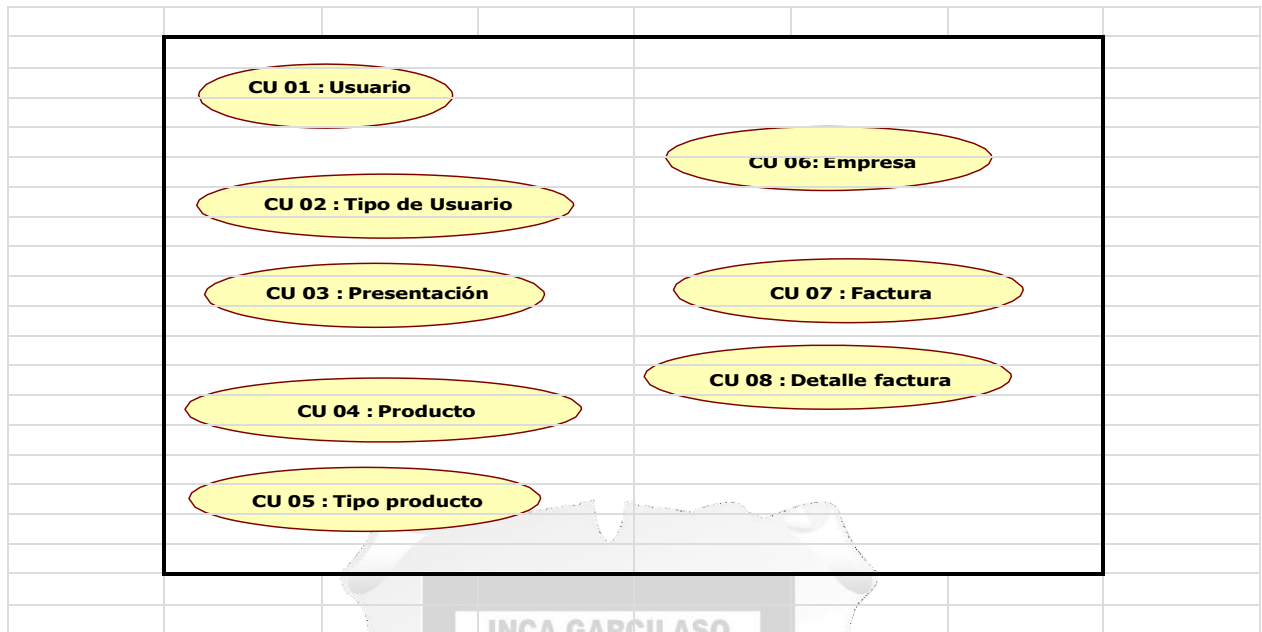 CU 01 : Usuario
CU 02 : Tipo de Usuario
CU 03 : Presentación
CU 04 : Producto
CU 05 : Tipo producto
CU 06: Empresa
CU 07 : Factura
CU 08 : Detalle factura
INCA GARCILASO